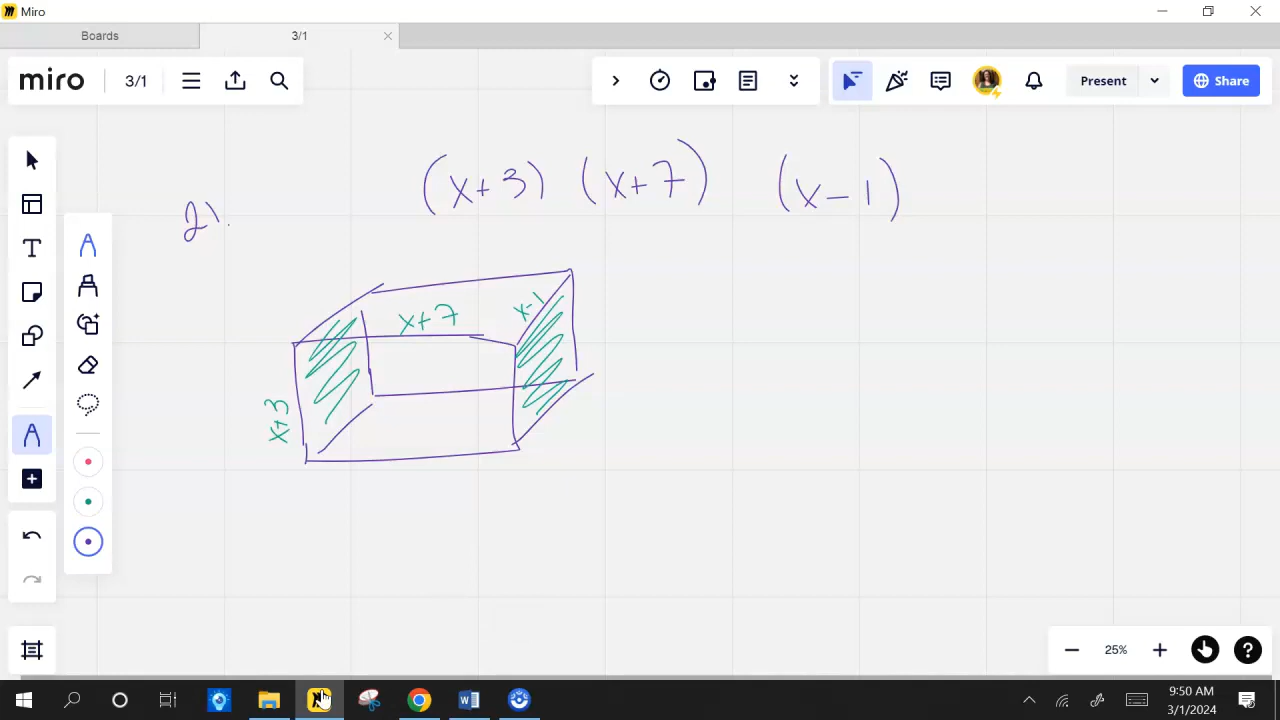 Miro
Boards
3/1
miro
3/1
Present
Share
(x+3) (x+7) (x-1)
2).
x+7
x-1
x+3
25%
9:50 AM
3/1/2024